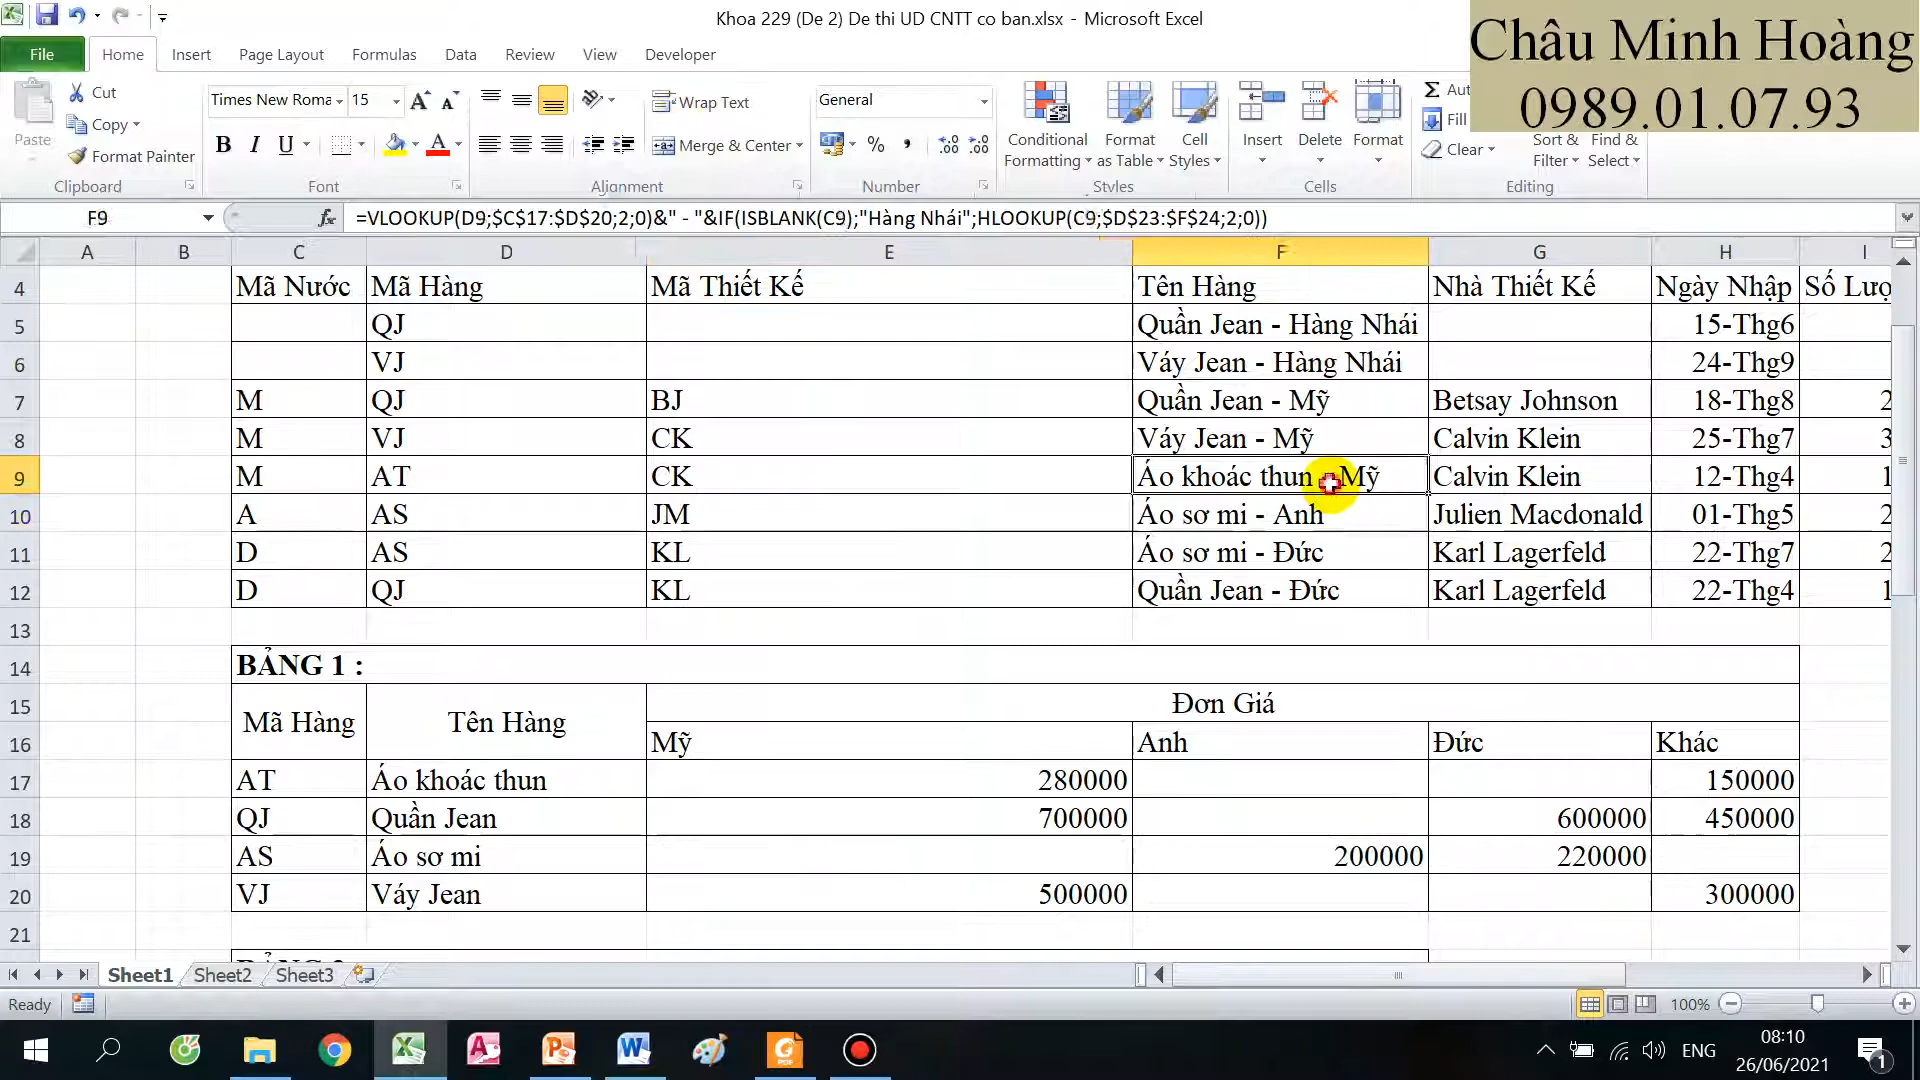 Khoa 229 (De 2) De thi UD CNTT co ban.xlsx - Microsoft Excel
Châu Minh Hoàng
0989.01.07.93
File Home Insert Page Layout Formulas Data Review View Developer
Paste Cut Copy Format Painter Clipboard
Times New Roma 15 B I U Font
Wrap Text Merge & Center Alignment
General % , Number
Conditional Formatting Format as Table Cell Styles Styles
Insert Delete Format Cells
Σ Fill Clear Sort & Filter Find & Select Editing
F9 fx =VLOOKUP(D9;$C$17:$D$20;2;0)&" - "&IF(ISBLANK(C9);"Hàng Nhái";HLOOKUP(C9;$D$23:$F$24;2;0))
A B C D E F G H I
4 Mã Nước Mã Hàng Mã Thiết Kế Tên Hàng Nhà Thiết Kế Ngày Nhập
5 QJ Quần Jean - Hàng Nhái 15-Thg6
6 VJ Váy Jean - Hàng Nhái 24-Thg9
7 M QJ BJ Quần Jean - Mỹ Betsay Johnson 18-Thg8 2
8 M VJ CK Váy Jean - Mỹ Calvin Klein 25-Thg7 3
9 M AT CK Áo khoác thun - Mỹ Calvin Klein 12-Thg4 1
10 A AS JM Áo sơ mi - Anh Julien Macdonald 01-Thg5 2
11 D AS KL Áo sơ mi - Đức Karl Lagerfeld 22-Thg7 2
12 D QJ KL Quần Jean - Đức Karl Lagerfeld 22-Thg4 1
13
14 BẢNG 1 :
15 Mã Hàng Tên Hàng Đơn Giá
16 Mỹ Anh Đức Khác
17 AT Áo khoác thun 280000 150000
18 QJ Quần Jean 700000 600000 450000
19 AS Áo sơ mi 200000 220000
20 VJ Váy Jean 500000 300000
21
Sheet1 Sheet2 Sheet3
Ready 100%
ENG 08:10
26/06/2021
1